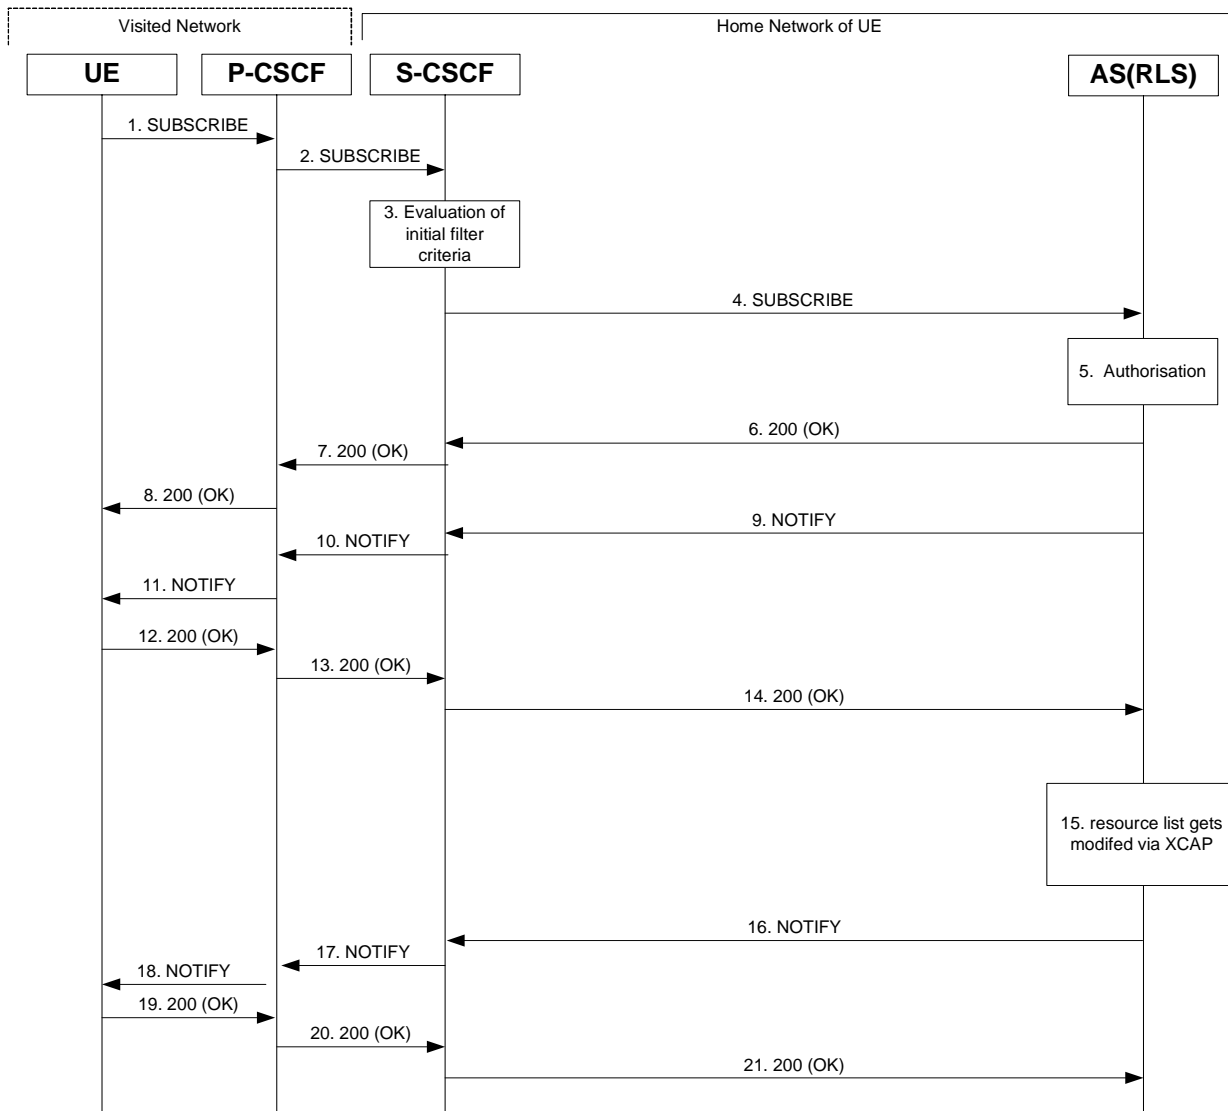 Visited Network
Home Network of UE
UE
P-CSCF
S-CSCF
AS(RLS)
1. SUBSCRIBE
2. SUBSCRIBE
3. Evaluation of
initial filter
criteria
4. SUBSCRIBE
5. Authorisation
6. 200 (OK)
7. 200 (OK)
8. 200 (OK)
9. NOTIFY
10. NOTIFY
11. NOTIFY
12. 200 (OK)
13. 200 (OK)
14. 200 (OK)
15. resource list gets
modifed via XCAP
16. NOTIFY
17. NOTIFY
18. NOTIFY
19. 200 (OK)
20. 200 (OK)
21. 200 (OK)